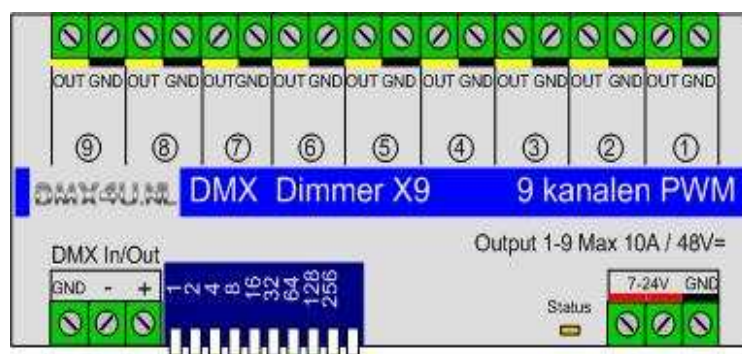 OUT GND OUT GND OUT GND OUT GND OUT GND OUT GND OUT GND OUT GND OUT GND
9 8 7 6 5 4 3 2 1
DMX4U.NL DMX Dimmer X9 9 kanalen PWM
Output 1-9 Max 10A / 48V=
DMX In/Out
GND - + 1 2 4 8 16 32 64 128 256
7-24V GND
Status